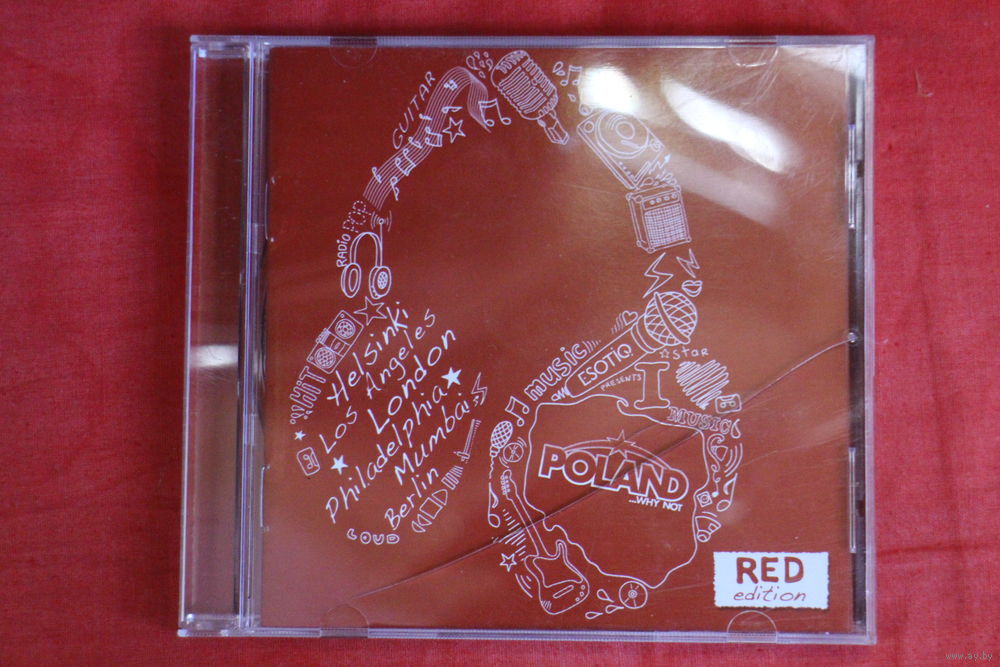 GUITAR
RADIO POP
HIT
Helsinki
Los Angeles
London
Philadelphia
Mumbai
Berlin
LOUD
music
ESOTIQ
PRESENTS
I
star
MUSIC
POLAND
...WHY NOT
RED
edition
www.ay.by